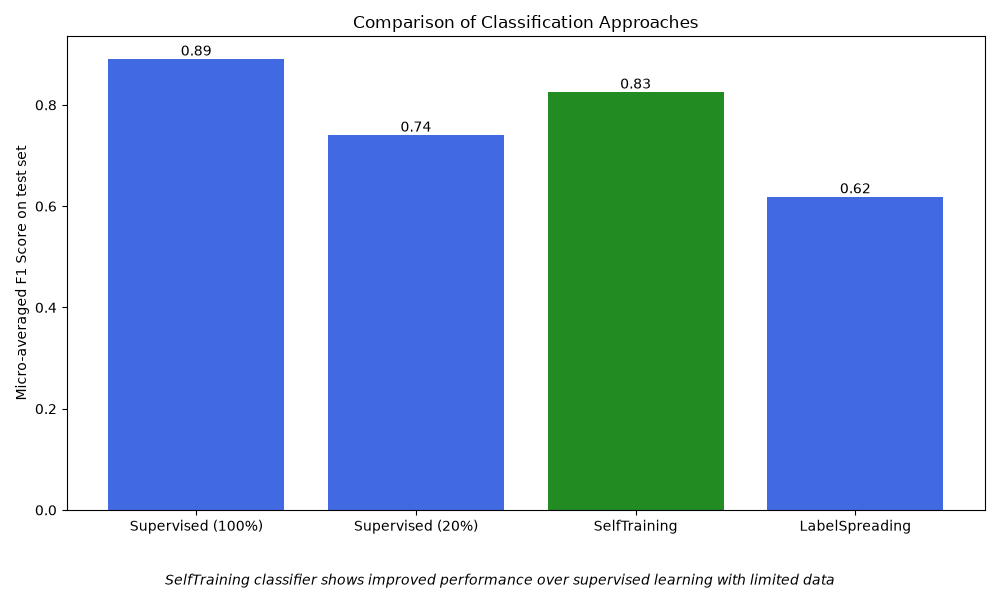 Comparison of Classification Approaches
Micro-averaged F1 Score on test set
0.8
0.6
0.4
0.2
0.0
0.89
0.74
0.83
0.62
Supervised (100%)
Supervised (20%)
SelfTraining
LabelSpreading
SelfTraining classifier shows improved performance over supervised learning with limited data